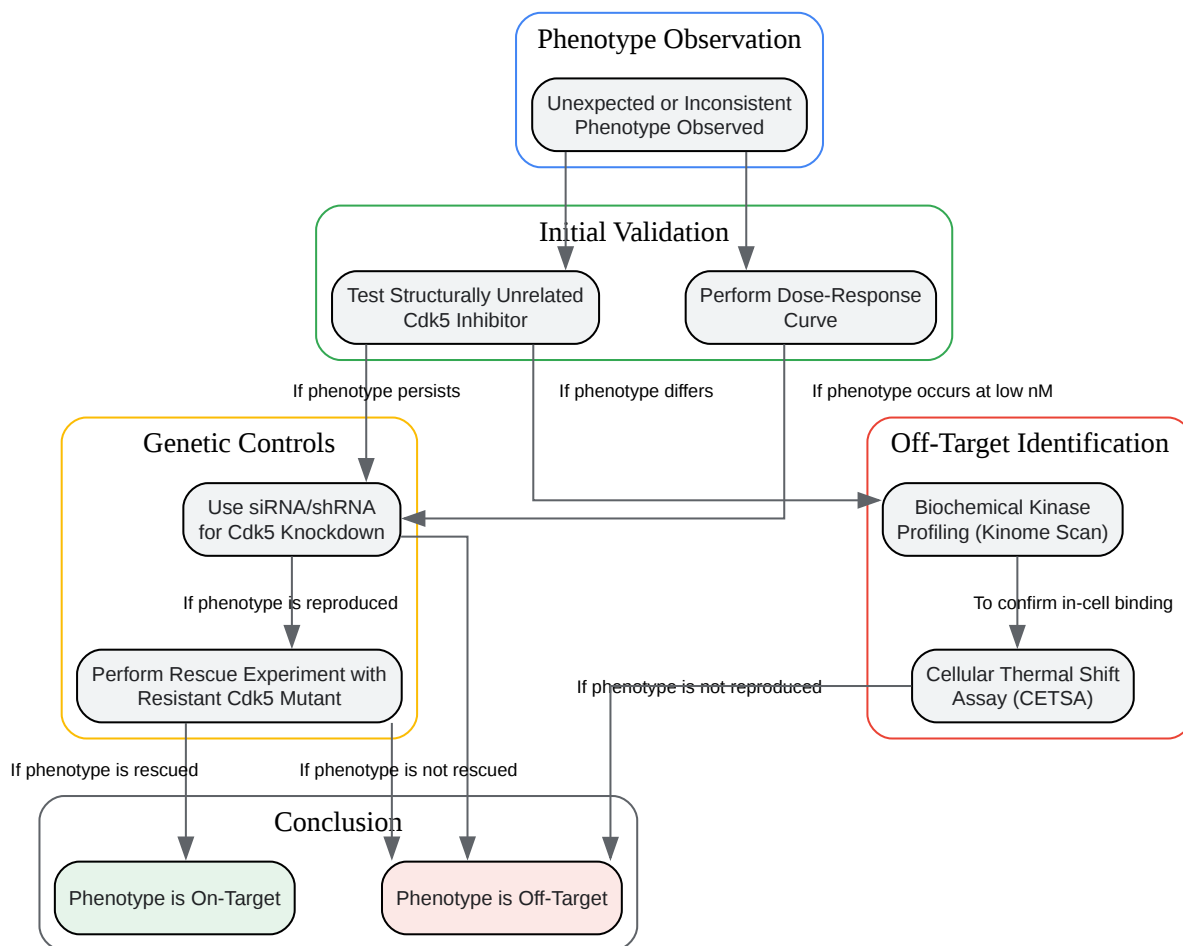 Phenotype Observation
Unexpected or Inconsistent
Phenotype Observed
Initial Validation
Test Structurally Unrelated
Cdk5 Inhibitor
Perform Dose-Response
Curve
If phenotype persists
If phenotype differs
If phenotype occurs at low nM
Genetic Controls
Off-Target Identification
Use siRNA/shRNA
for Cdk5 Knockdown
Biochemical Kinase
Profiling (Kinome Scan)
If phenotype is reproduced
To confirm in-cell binding
Perform Rescue Experiment with
Resistant Cdk5 Mutant
If phenotype is not reproduced
Cellular Thermal Shift
Assay (CETSA)
If phenotype is rescued
If phenotype is not rescued
Conclusion
Phenotype is On-Target
Phenotype is Off-Target